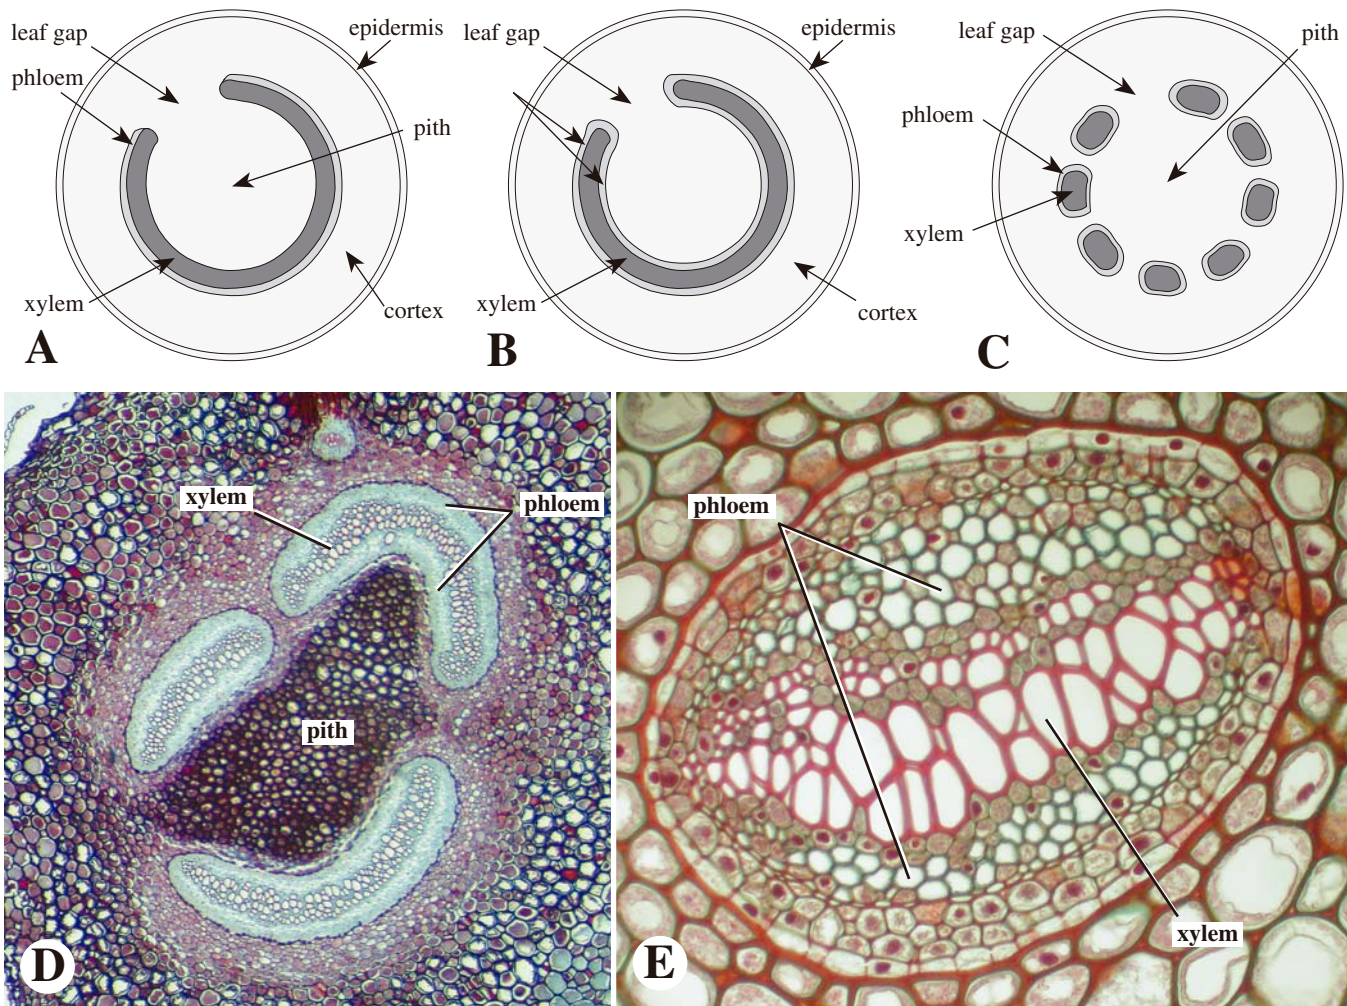 leaf gap
epidermis
phloem
pith
xylem
cortex
A
leaf gap
epidermis
xylem
cortex
B
leaf gap
pith
phloem
xylem
C
xylem
phloem
pith
D
phloem
xylem
E